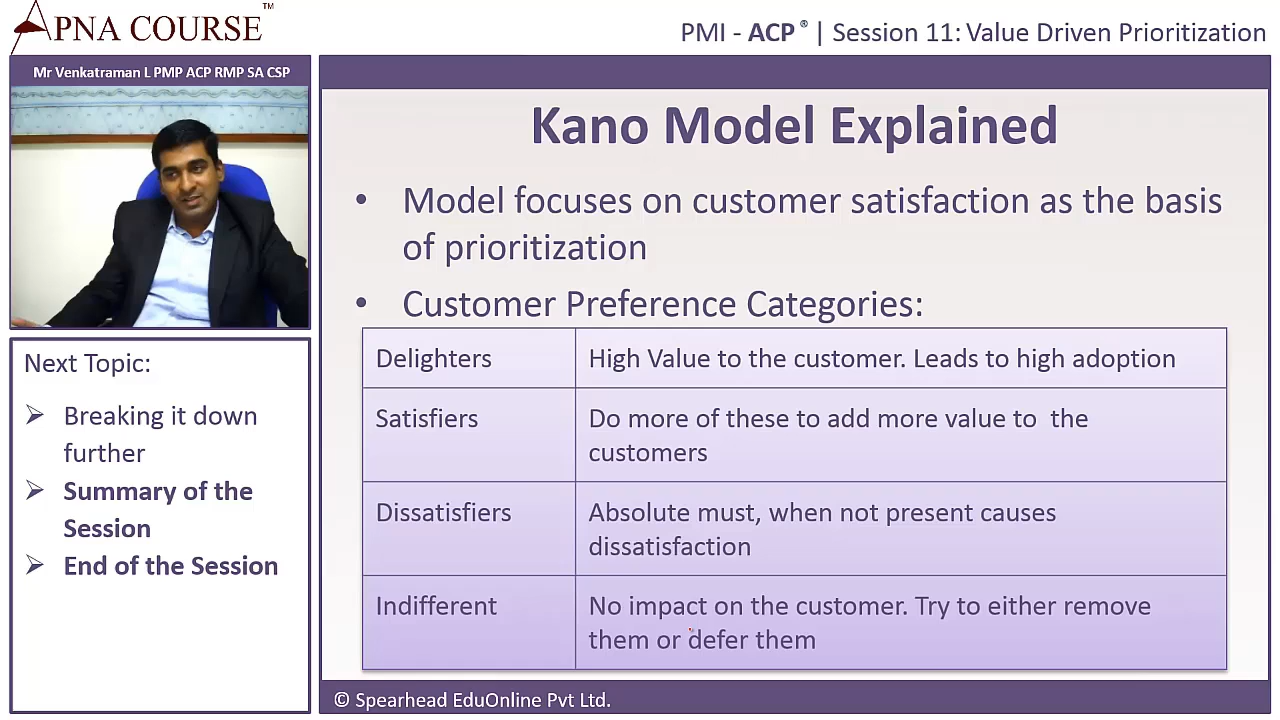 APNA COURSE™
PMI - ACP® | Session 11: Value Driven Prioritization
Mr Venkatraman L PMP ACP RMP SA CSP
Next Topic:
➢ Breaking it down
further
➢ Summary of the
Session
➢ End of the Session
Kano Model Explained
• Model focuses on customer satisfaction as the basis
of prioritization
• Customer Preference Categories:
Delighters
High Value to the customer. Leads to high adoption
Satisfiers
Do more of these to add more value to the
customers
Dissatisfiers
Absolute must, when not present causes
dissatisfaction
Indifferent
No impact on the customer. Try to either remove
them or defer them
© Spearhead EduOnline Pvt Ltd.